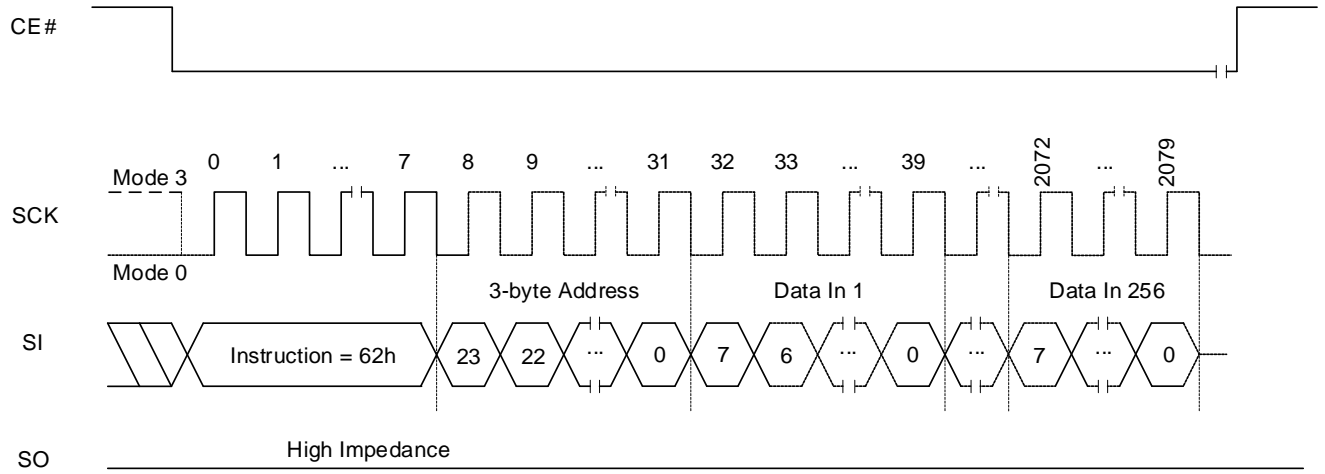 CE#
0 1 ... 7 8 9 ... 31 32 33 ... 39 ... 2072 ... 2079
Mode 3
SCK
Mode 0
3-byte Address Data In 1 Data In 256
SI Instruction = 62h 23 22 ... 0 7 6 ... 0 ... 7 ... 0
High Impedance
SO